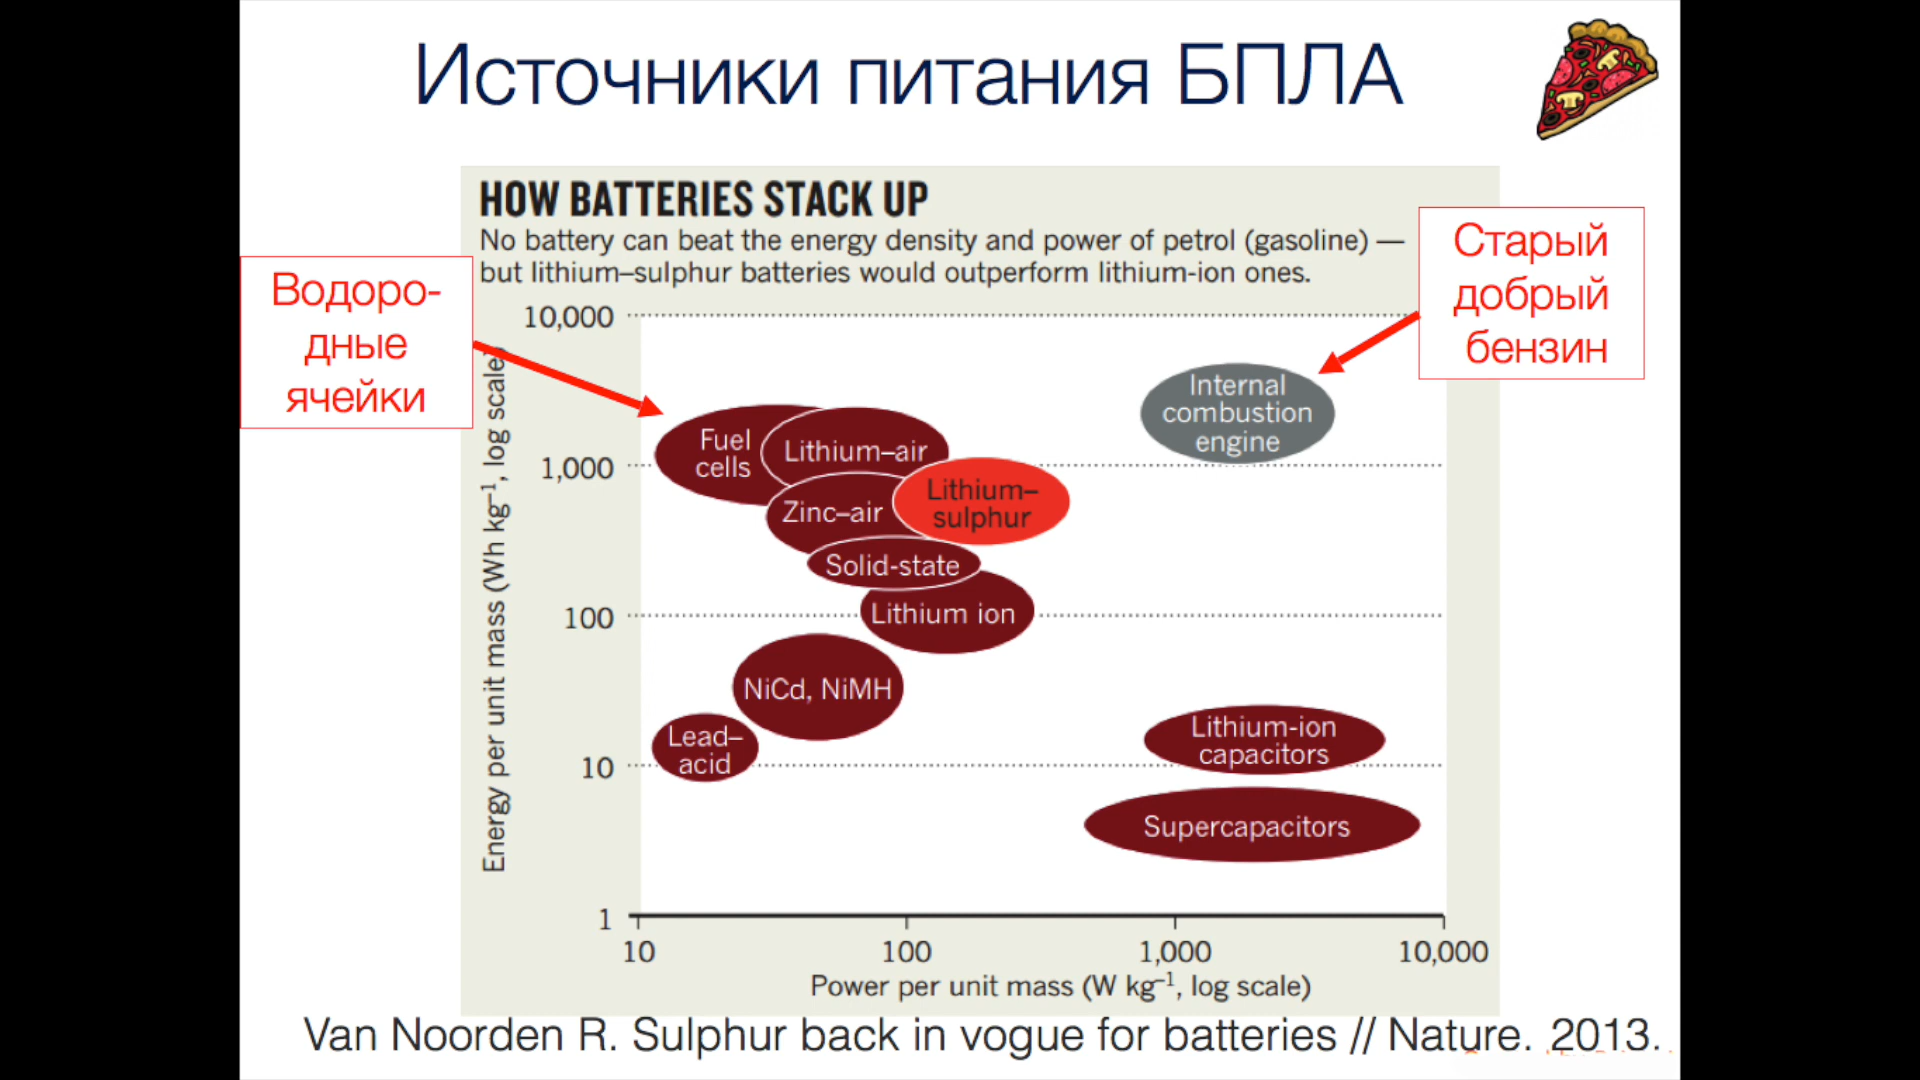 Источники питания БПЛА
HOW BATTERIES STACK UP
No battery can beat the energy density and power of petrol (gasoline) —
but lithium–sulphur batteries would outperform lithium-ion ones.
Водоро-
дные
ячейки
Старый
добрый
бензин
Energy per unit mass (Wh kg⁻¹, log scale)
10,000
1,000
100
10
1
Internal
combustion
engine
Fuel
cells
Lithium–air
Lithium–
sulphur
Zinc–air
Solid-state
Lithium ion
NiCd, NiMH
Lead–
acid
Lithium-ion
capacitors
Supercapacitors
10
100
1,000
10,000
Power per unit mass (W kg⁻¹, log scale)
Van Noorden R. Sulphur back in vogue for batteries // Nature. 2013.